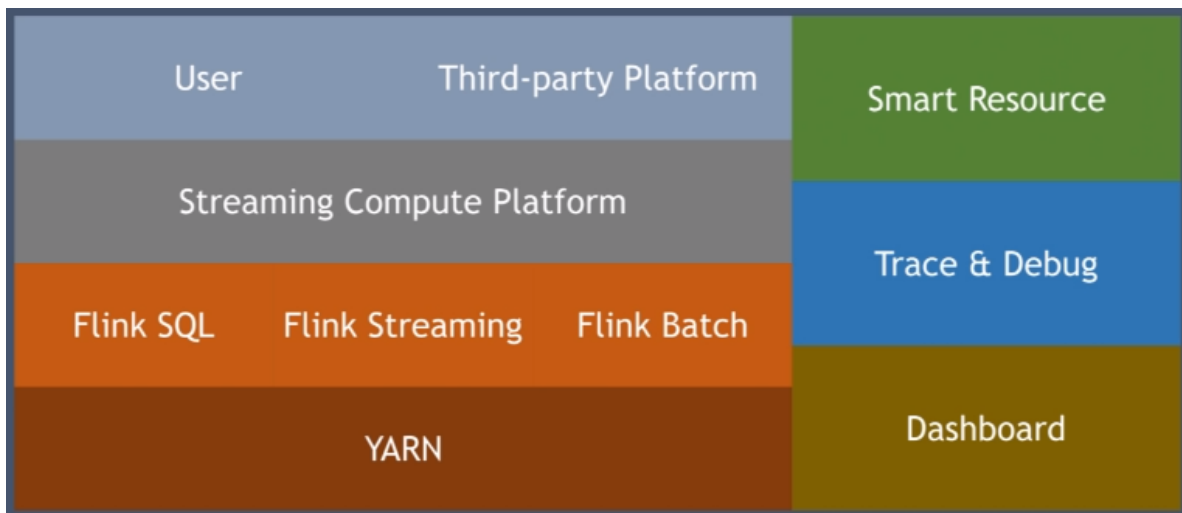 User
Third-party Platform
Streaming Compute Platform
Flink SQL
Flink Streaming
Flink Batch
YARN
Smart Resource
Trace & Debug
Dashboard